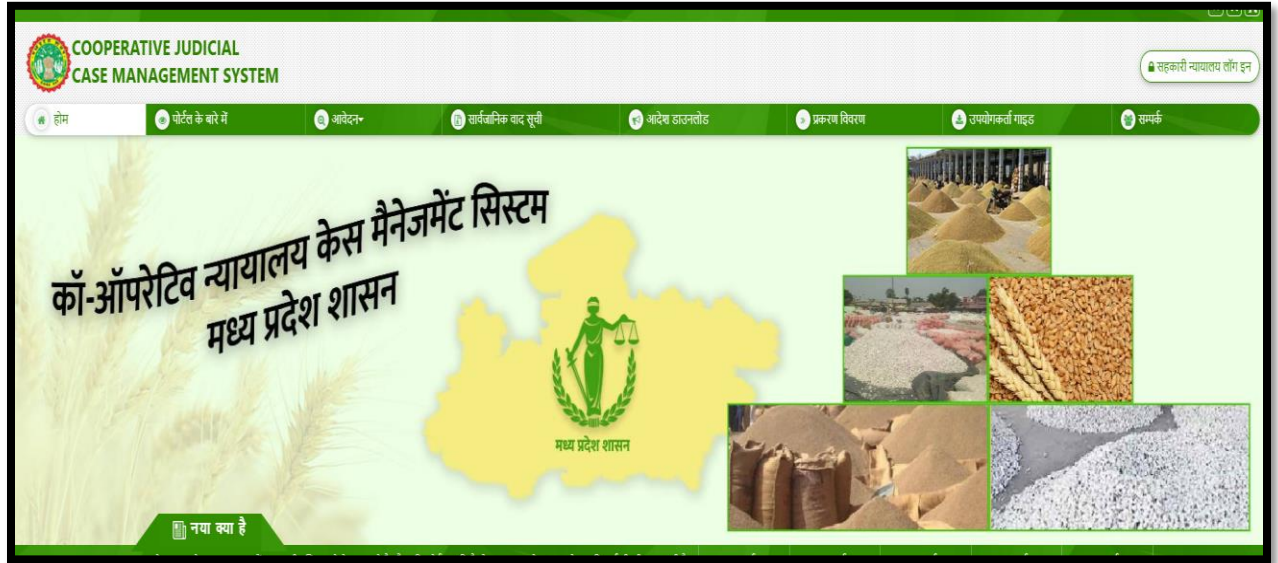 COOPERATIVE JUDICIAL
CASE MANAGEMENT SYSTEM
सहकारी न्यायालय लॉग इन
होम
पोर्टल के बारे में
आवेदन
सार्वजानिक वाद सूची
आदेश डाउनलोड
प्रकरण विवरण
उपयोगकर्ता गाइड
सम्पर्क
कॉ-ऑपरेटिव न्यायालय केस मैनेजमेंट सिस्टम
मध्य प्रदेश शासन
मध्य प्रदेश शासन
नया क्या है